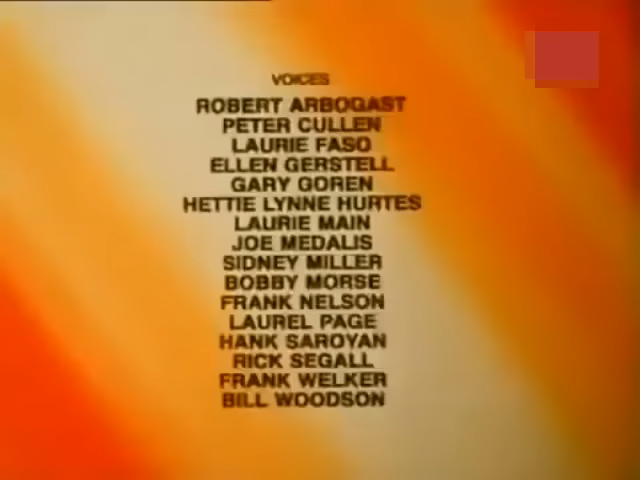 VOICES
ROBERT ARBOGAST
PETER CULLEN
LAURIE FASO
ELLEN GERSTELL
GARY GOREN
HETTIE LYNNE HURTES
LAURIE MAIN
JOE MEDALIS
SIDNEY MILLER
BOBBY MORSE
FRANK NELSON
LAUREL PAGE
HANK SAROYAN
RICK SEGALL
FRANK WELKER
BILL WOODSON